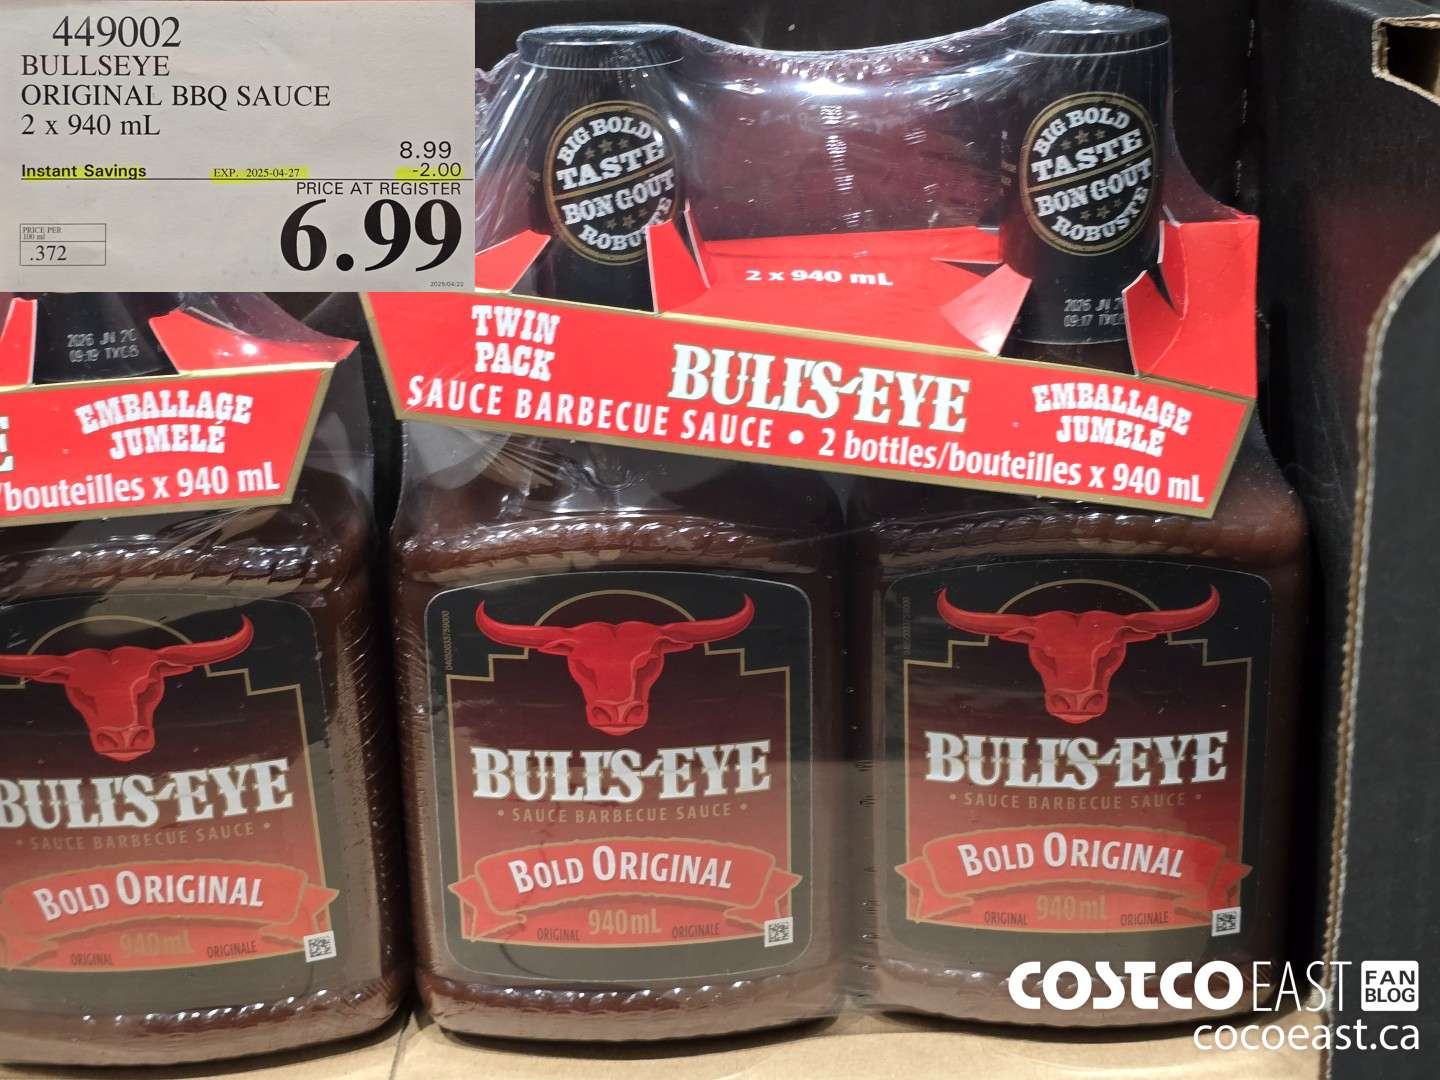 449002
BULLSEYE
ORIGINAL BBQ SAUCE
2 x 940 mL
8.99
Instant Savings EXP. 2025-04-27 -2.00
PRICE AT REGISTER
6.99
PRICE PER
100 ml
.372
2025/04/22
BIG BOLD
TASTE
BON GOÛT
ROBUSTE
BIG BOLD
TASTE
BON GOÛT
ROBUSTE
2 x 940 mL
2026 JN 20
09:17
2026 JN 20
09:19
TWIN
PACK
BULL'S-EYE
EMBALLAGE
JUMELÉ
SAUCE BARBECUE SAUCE • 2 bottles/bouteilles x 940 mL
E
EMBALLAGE
JUMELÉ
/bouteilles x 940 mL
BULL'S-EYE
• SAUCE BARBECUE SAUCE •
BOLD ORIGINAL
940mL
ORIGINAL ORIGINALE
BULL'S-EYE
• SAUCE BARBECUE SAUCE •
BOLD ORIGINAL
940mL
ORIGINAL ORIGINALE
BULL'S-EYE
• SAUCE BARBECUE SAUCE •
BOLD ORIGINAL
940mL
ORIGINAL ORIGINALE
COSTCO EAST FAN
BLOG
cocoeast.ca